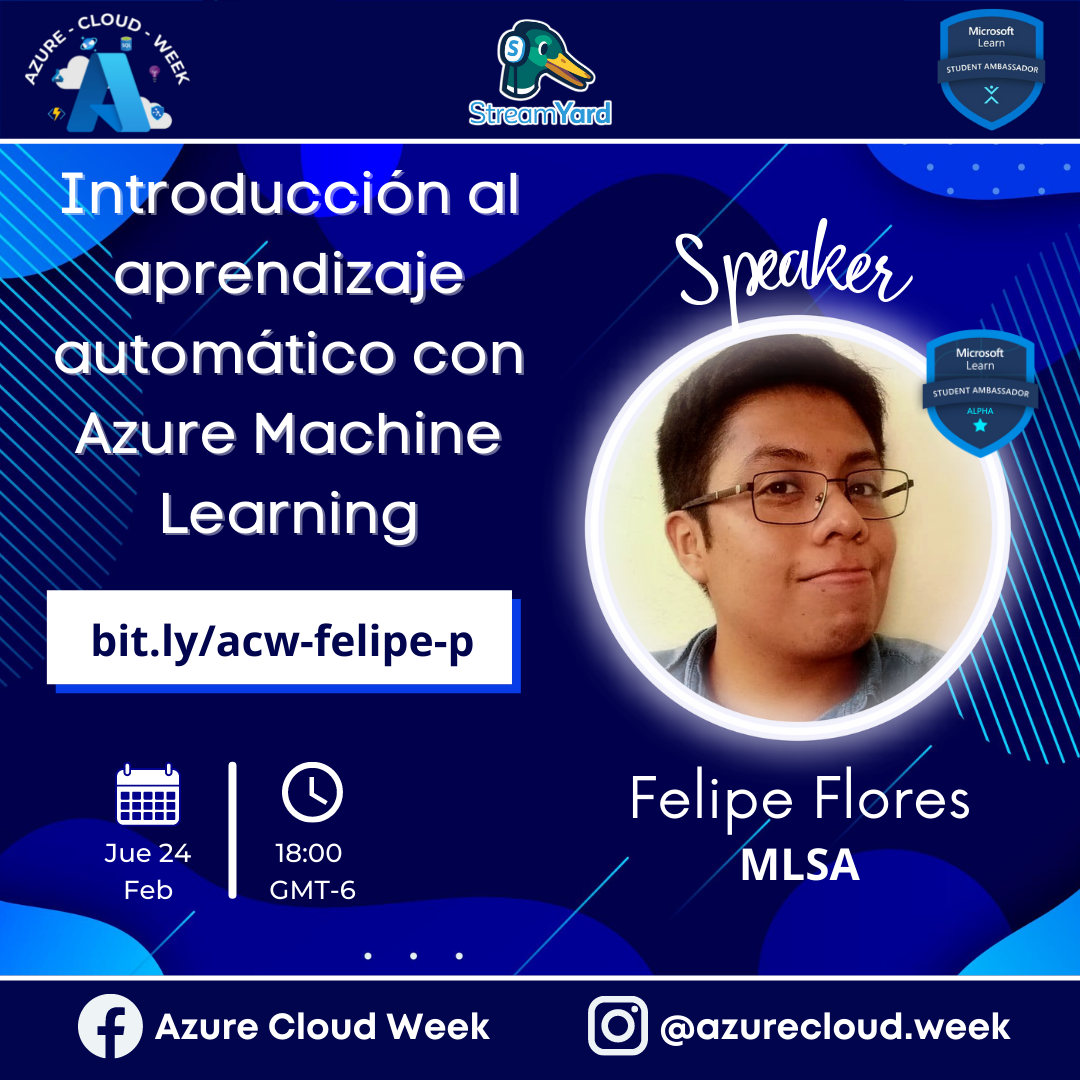 AZURE - CLOUD - WEEK
SQL
S
StreamYard
Microsoft
Learn
STUDENT AMBASSADOR
Introducción al
aprendizaje
automático con
Azure Machine
Learning
bit.ly/acw-felipe-p
Jue 24
Feb
18:00
GMT-6
Speaker
Microsoft
Learn
STUDENT AMBASSADOR
ALPHA
Felipe Flores
MLSA
Azure Cloud Week
@azurecloud.week